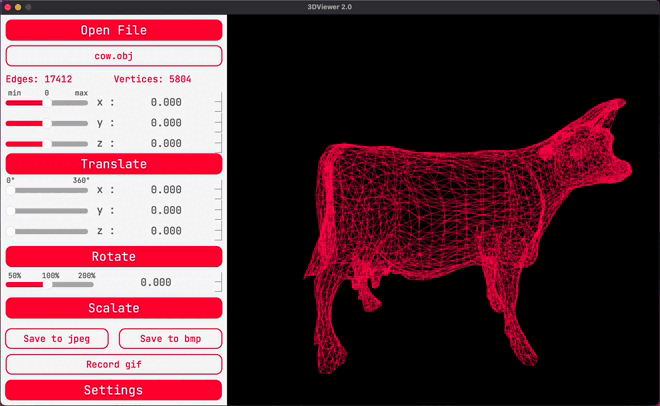 3DViewer 2.0
Open File
cow.obj
Edges: 17412 Vertices: 5804
min 0 max
x : 0.000
y : 0.000
z : 0.000
Translate
0° 360°
x : 0.000
y : 0.000
z : 0.000
Rotate
50% 100% 200%
0.000
Scalate
Save to jpeg Save to bmp
Record gif
Settings